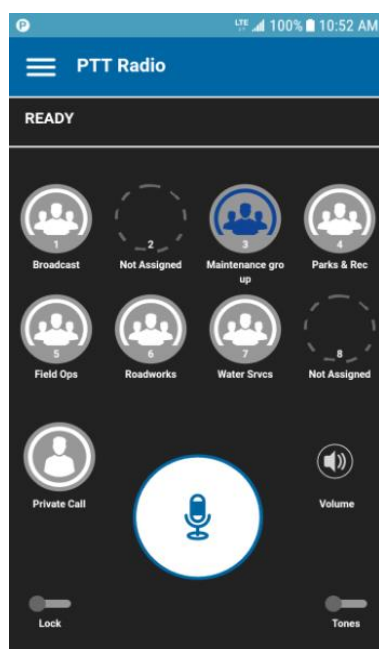 P LTE 100% 10:52 AM
PTT Radio
READY
1 2 3 4
Broadcast Not Assigned Maintenance gro Parks & Rec
up
5 6 7 8
Field Ops Roadworks Water Srvcs Not Assigned
Private Call Volume
Lock Tones